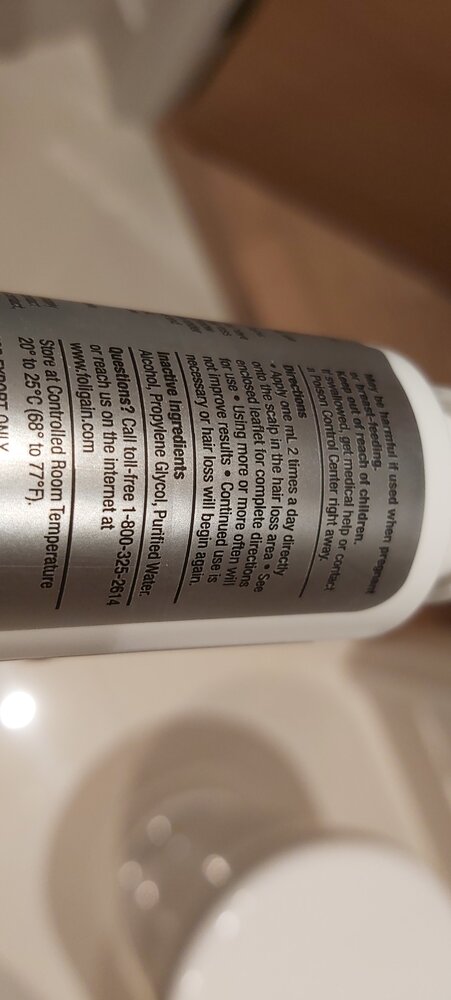 May be harmful if used when pregnant
or breast-feeding.
Keep out of reach of children.
If swallowed, get medical help or contact
a Poison Control Center right away.
Directions
• Apply one mL 2 times a day directly
onto the scalp in the hair loss area • See
enclosed leaflet for complete directions
for use • Using more or more often will
not improve results • Continued use is
necessary or hair loss will begin again.
Inactive Ingredients
Alcohol, Propylene Glycol, Purified Water.
Questions? Call toll-free 1-800-325-2614
or reach us on the internet at
www.foligain.com
Store at Controlled Room Temperature
20° to 25°C (68° to 77°F).
EXPORT ONLY